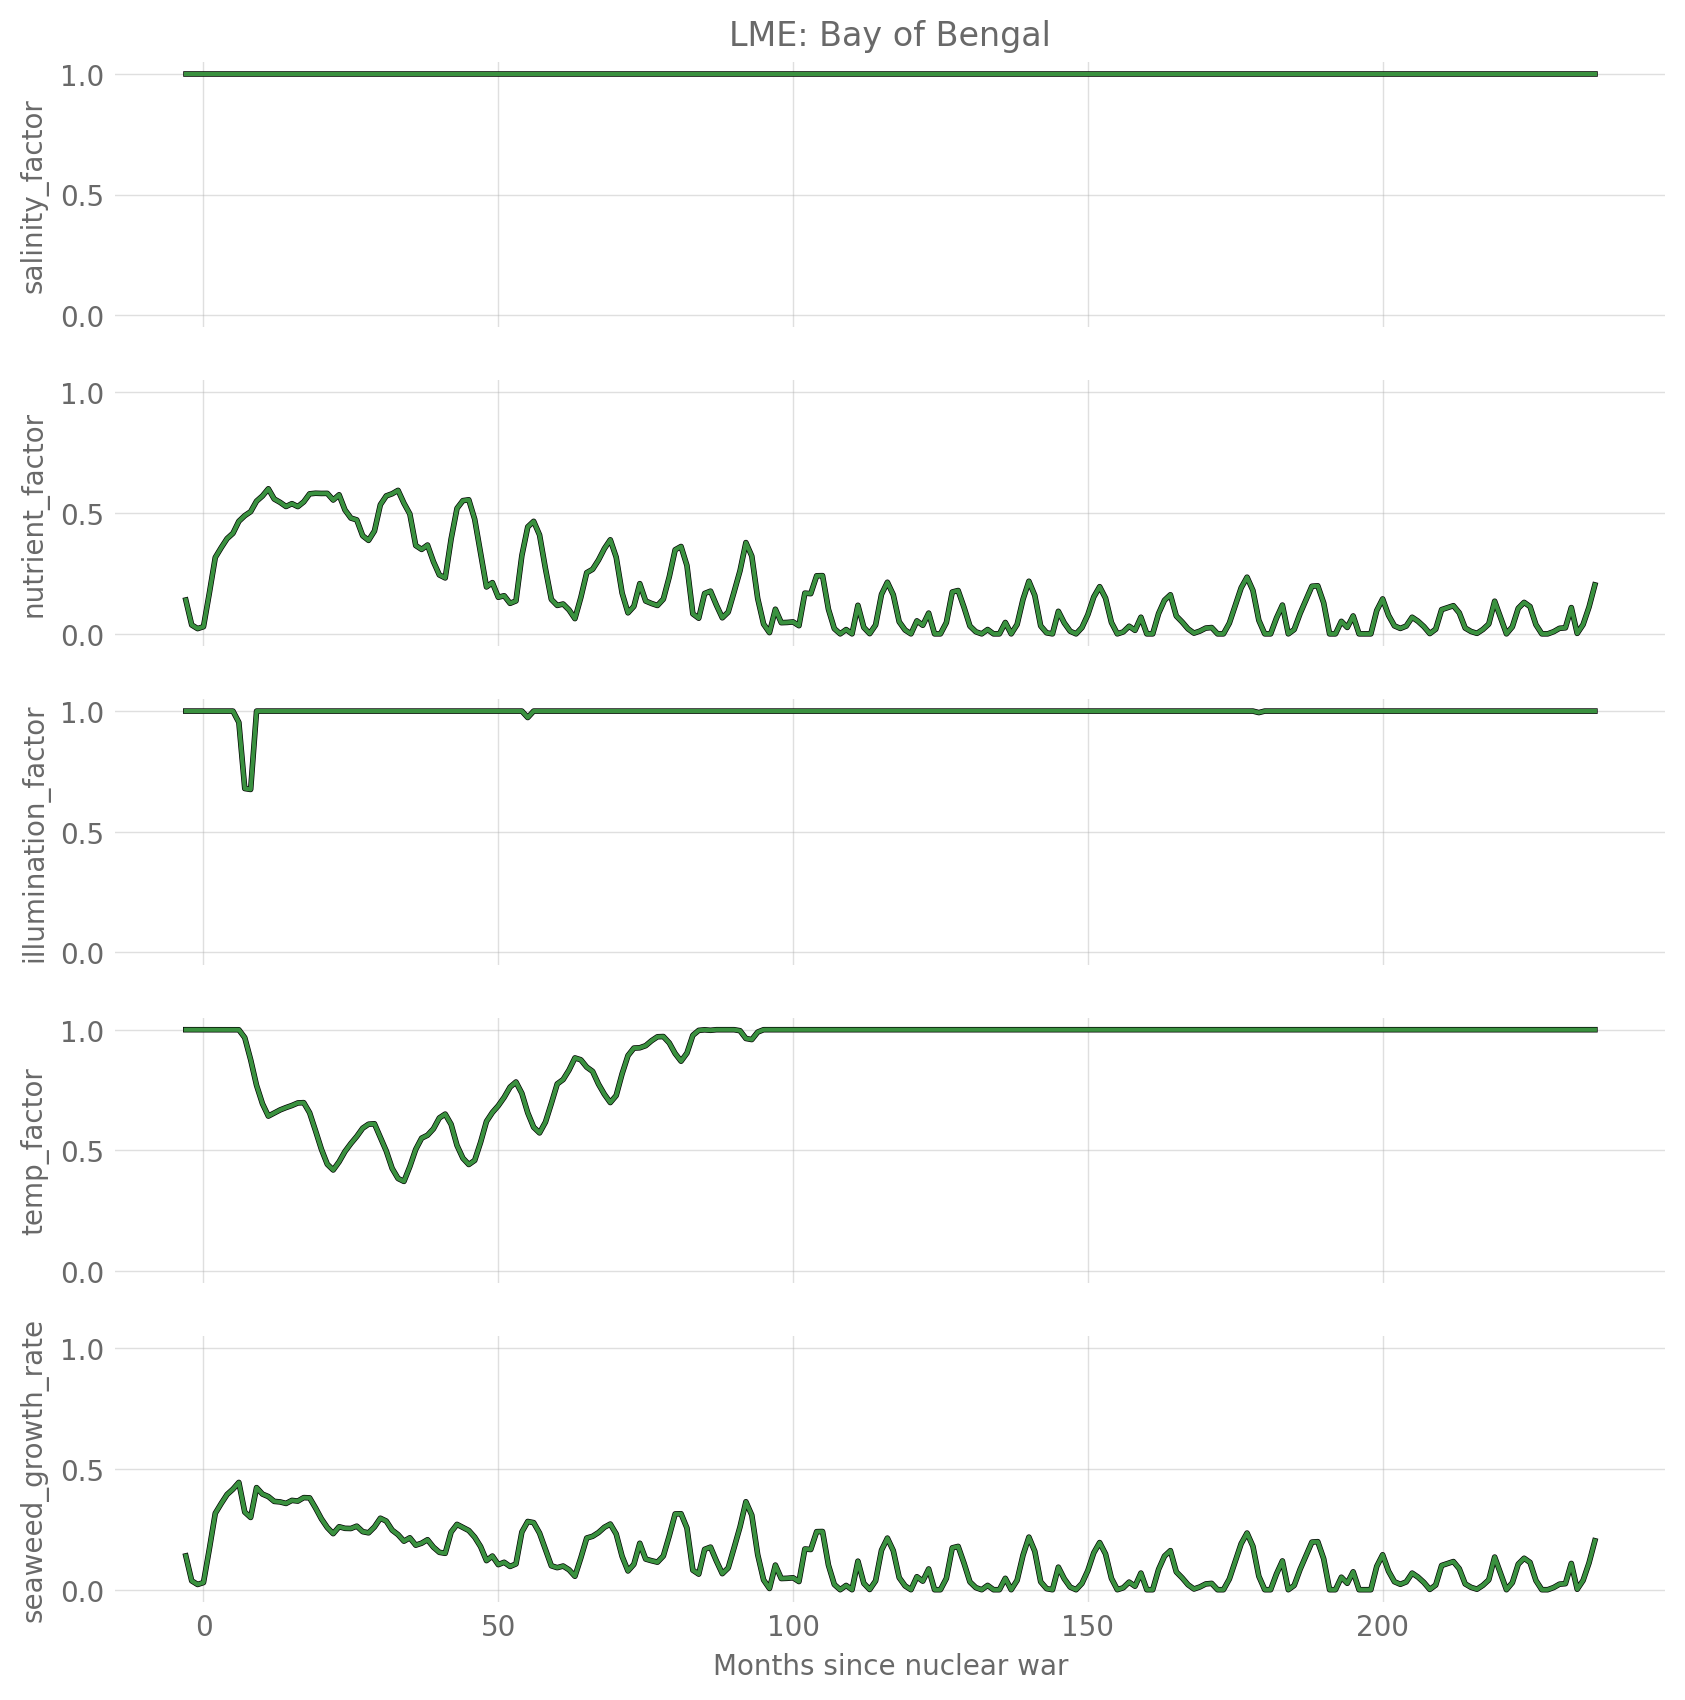 LME: Bay of Bengal
salinity_factor
1.0
0.5
0.0
nutrient_factor
1.0
0.5
0.0
illumination_factor
1.0
0.5
0.0
temp_factor
1.0
0.5
0.0
seaweed_growth_rate
1.0
0.5
0.0
0 50 100 150 200
Months since nuclear war